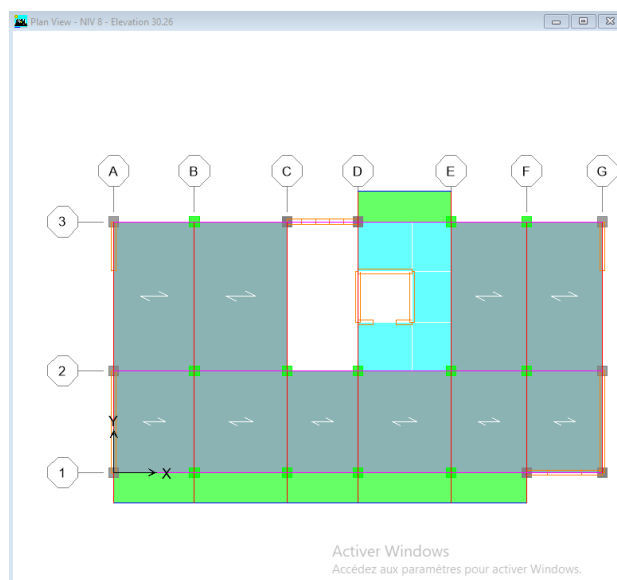 Plan View - NIV 8 - Elevation 30.26
A B C D E F G
3
2
Y
1
X
Activer Windows
Accédez aux paramètres pour activer Windows.